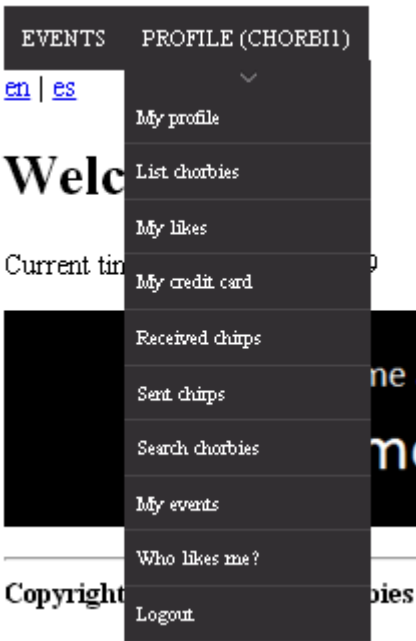 EVENTS PROFILE (CHORBI1)
en | es
My profile
Welc
List chorbies
My likes
Current tin
My credit card
Received chirps
me
Sent chirps
Search chorbies
My events
Who likes me?
Copyright
Logout